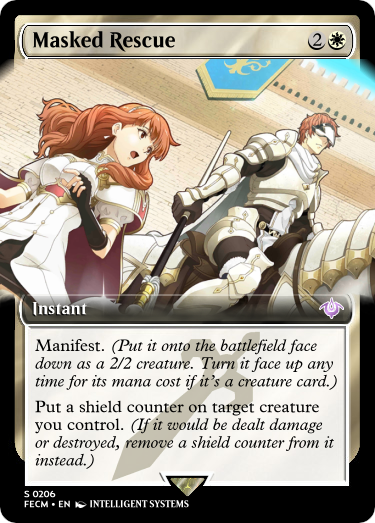 Masked Rescue 2
Instant
Manifest. (Put it onto the battlefield face
down as a 2/2 creature. Turn it face up any
time for its mana cost if it's a creature card.)
Put a shield counter on target creature
you control. (If it would be dealt damage
or destroyed, remove a shield counter from it
instead.)
S 0206
FECM • EN INTELLIGENT SYSTEMS